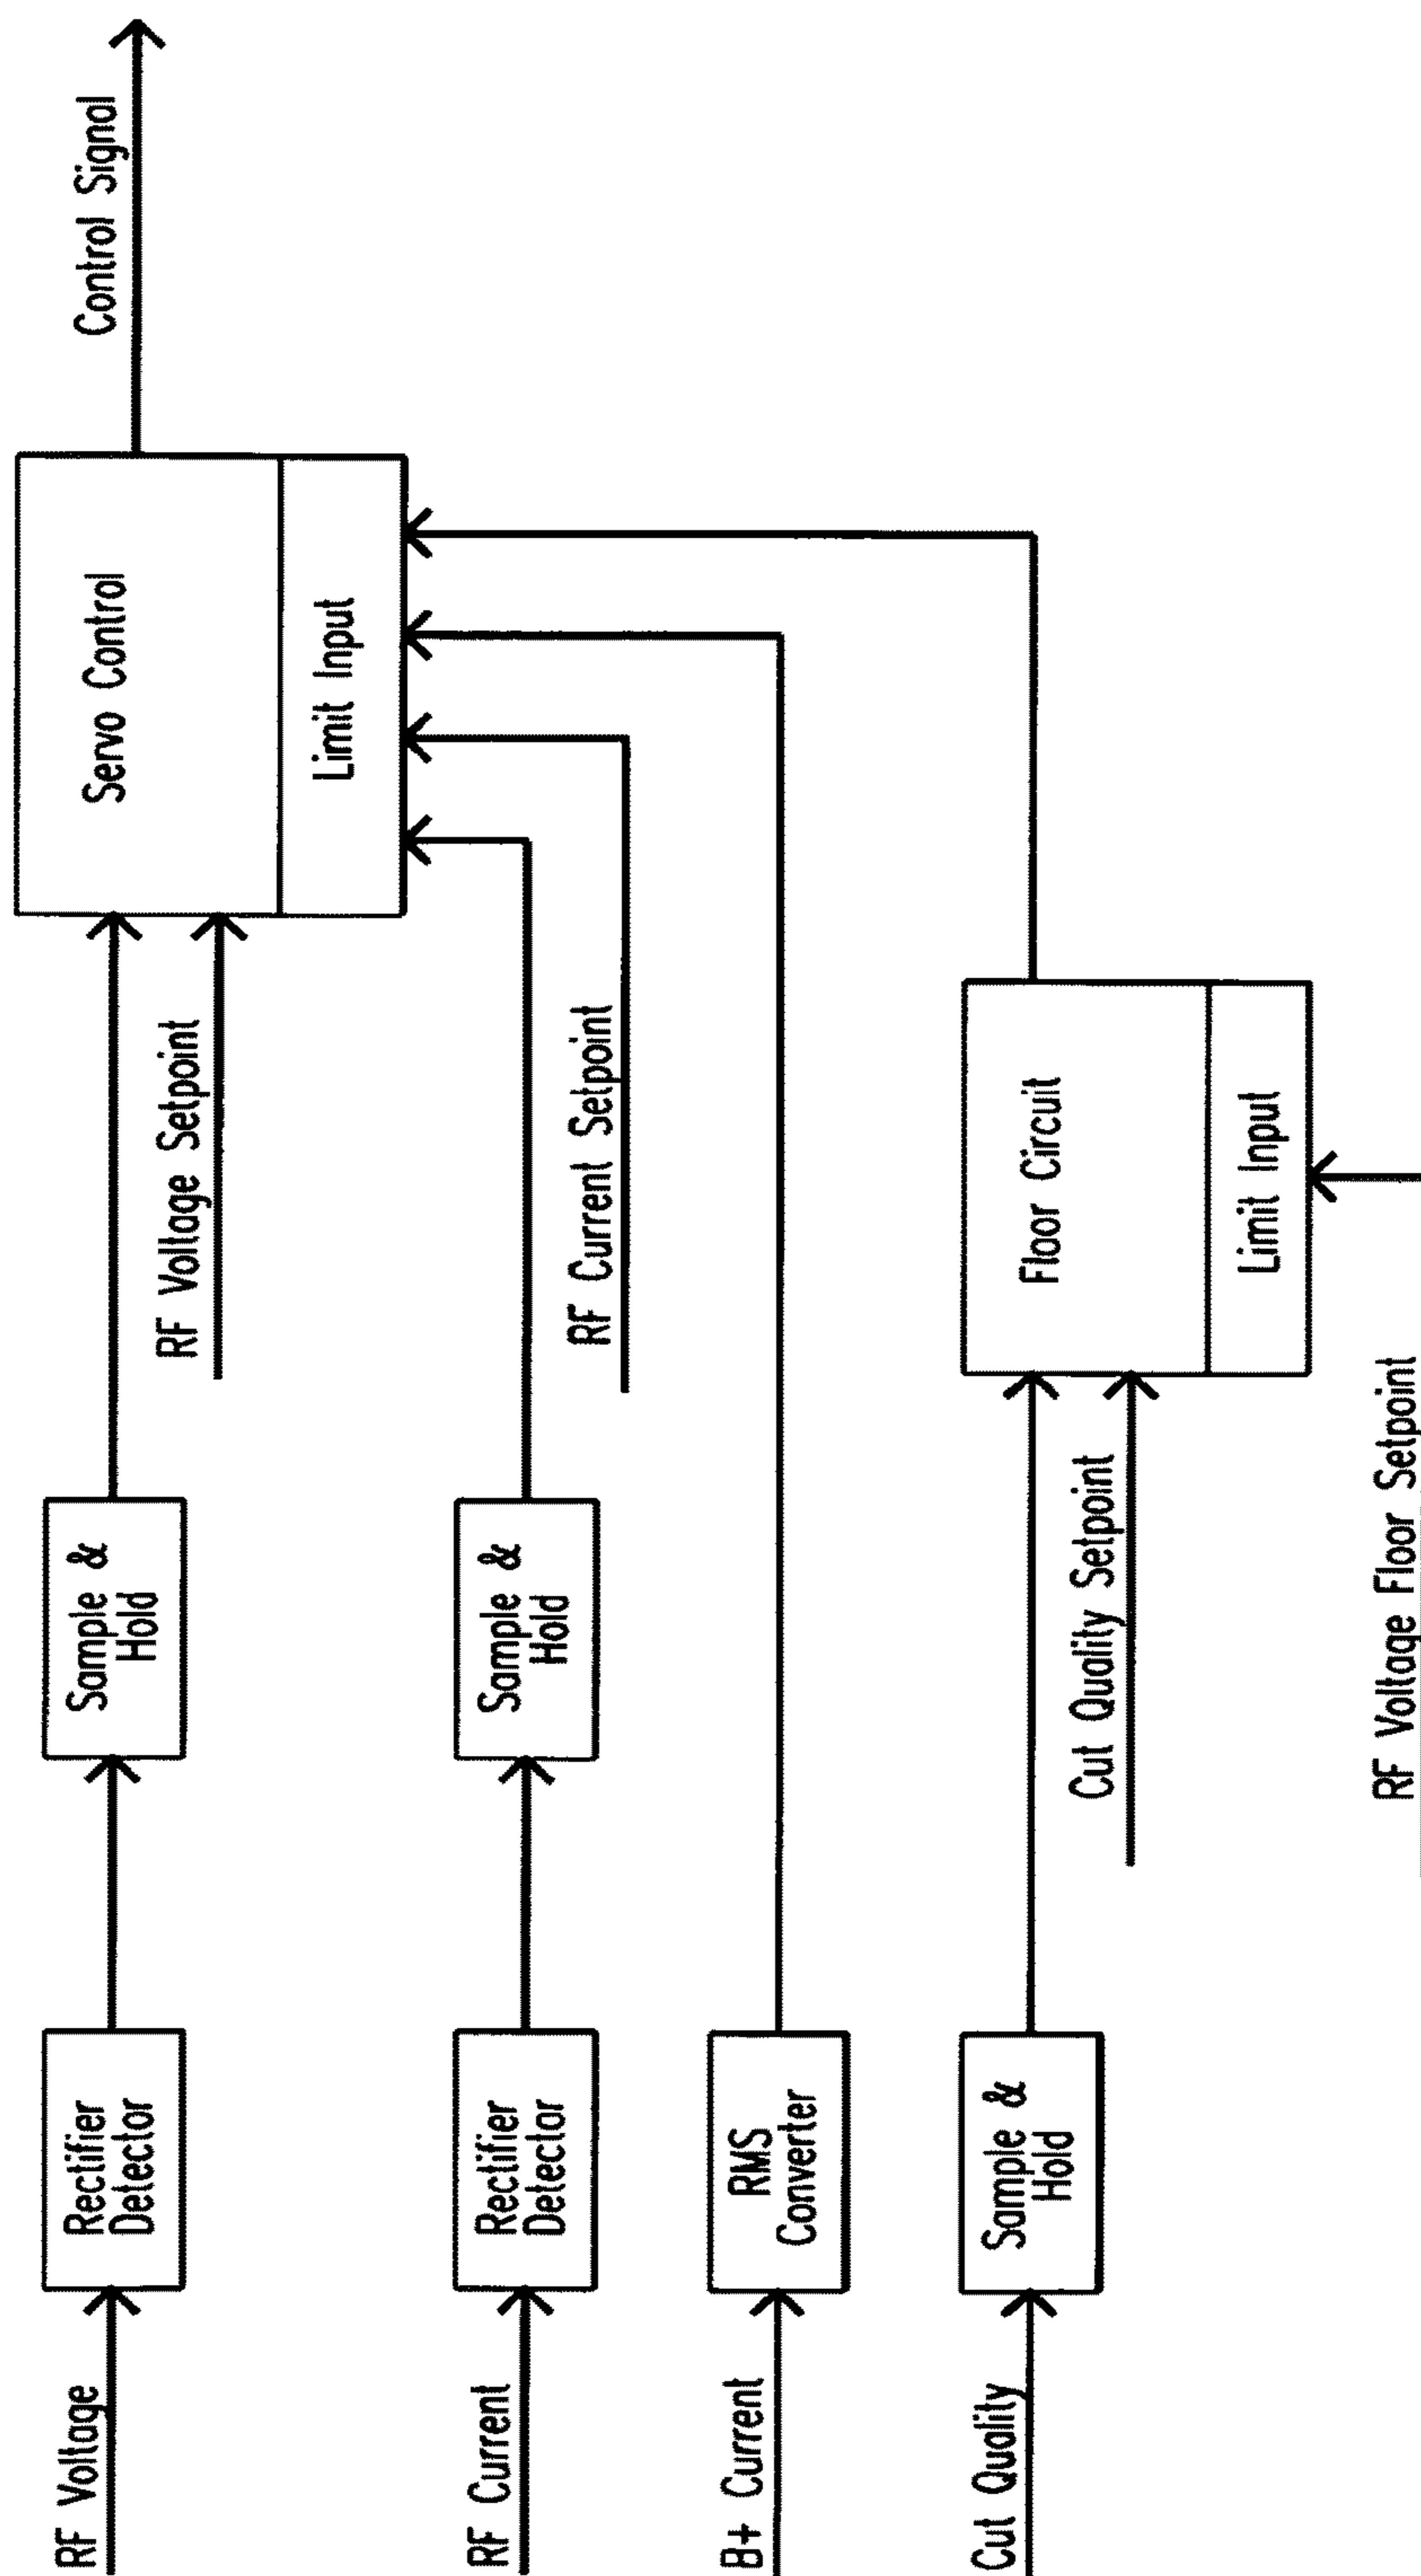 RF Voltage
Rectifier
Detector
Sample &
Hold
RF Voltage Setpoint
Servo Control
Limit Input
Control Signal
RF Current
Rectifier
Detector
Sample &
Hold
RF Current Setpoint
B+ Current
RMS
Converter
Cut Quality
Sample &
Hold
Cut Quality Setpoint
Floor Circuit
Limit Input
RF Voltage Floor Setpoint